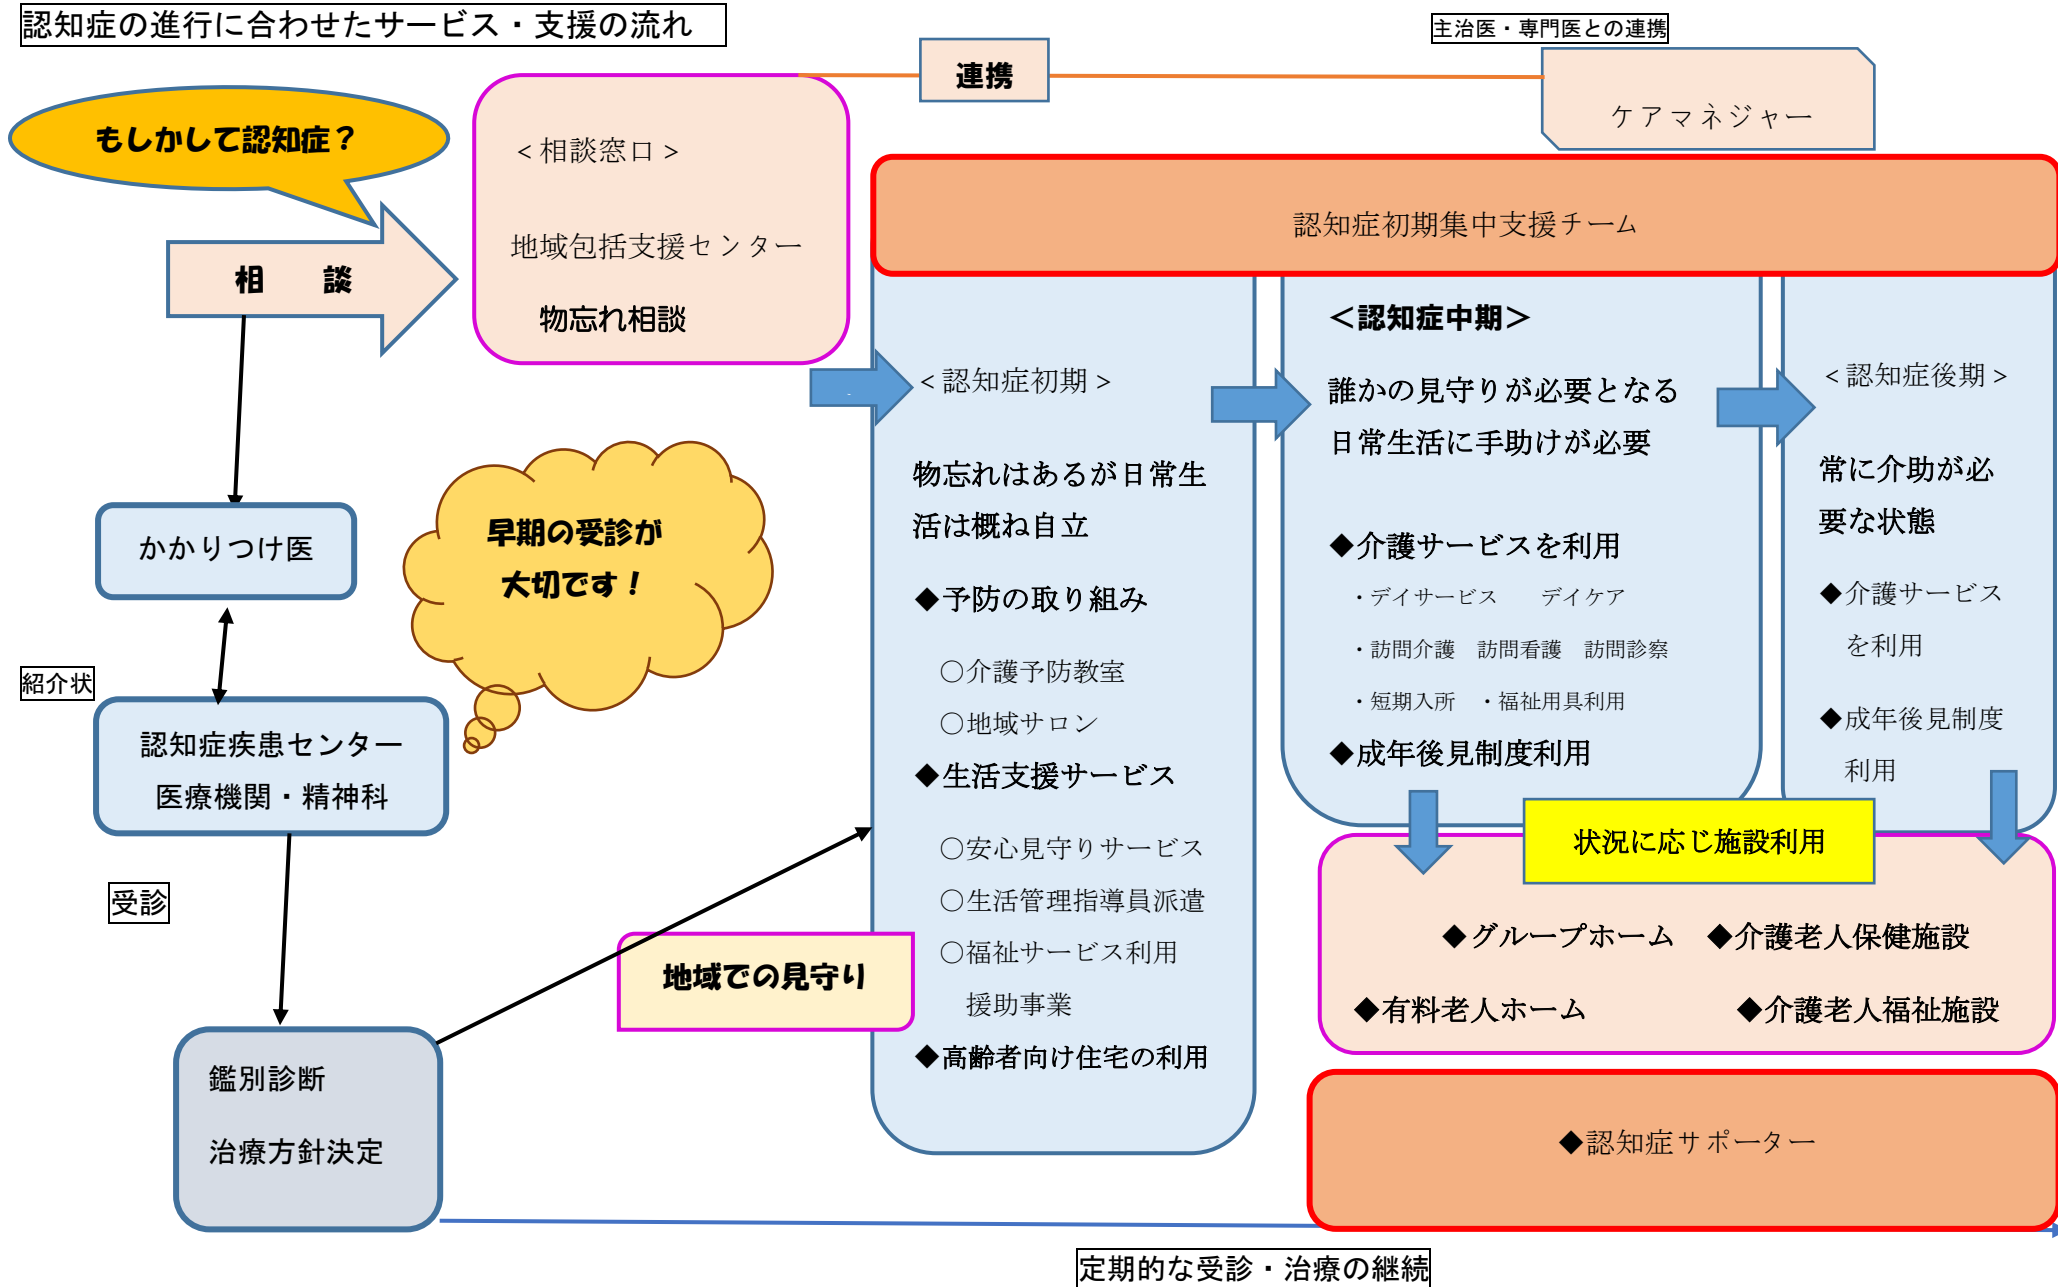 認知症の進行に合わせたサービス・支援の流れ
主治医・専門医との連携
連携
ケアマネジャー
もしかして認知症？
相　談
＜相談窓口＞
地域包括支援センター
物忘れ相談
認知症初期集中支援チーム
かかりつけ医
紹介状
認知症疾患センター
医療機関・精神科
受診
鑑別診断
治療方針決定
早期の受診が
大切です！
地域での見守り
＜認知症初期＞
物忘れはあるが日常生
活は概ね自立
◆予防の取り組み
〇介護予防教室
〇地域サロン
◆生活支援サービス
〇安心見守りサービス
〇生活管理指導員派遣
〇福祉サービス利用
援助事業
◆高齢者向け住宅の利用
＜認知症中期＞
誰かの見守りが必要となる
日常生活に手助けが必要
◆介護サービスを利用
・デイサービス　デイケア
・訪問介護　訪問看護　訪問診察
・短期入所　・福祉用具利用
◆成年後見制度利用
＜認知症後期＞
常に介助が必
要な状態
◆介護サービス
を利用
◆成年後見制度
利用
状況に応じ施設利用
◆グループホーム　◆介護老人保健施設
◆有料老人ホーム　◆介護老人福祉施設
◆認知症サポーター
定期的な受診・治療の継続